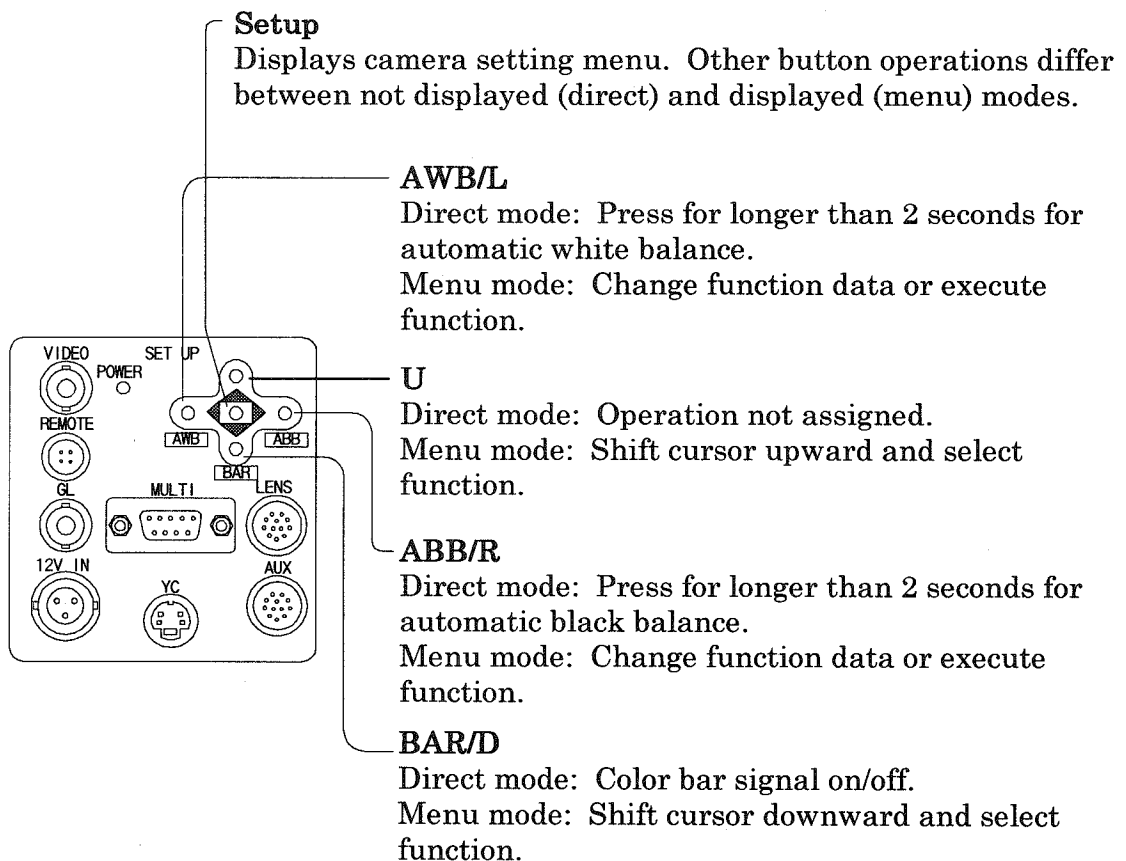 Setup
Displays camera setting menu. Other button operations differ
between not displayed (direct) and displayed (menu) modes.
AWB/L
Direct mode: Press for longer than 2 seconds for
automatic white balance.
Menu mode: Change function data or execute
function.
U
Direct mode: Operation not assigned.
Menu mode: Shift cursor upward and select
function.
ABB/R
Direct mode: Press for longer than 2 seconds for
automatic black balance.
Menu mode: Change function data or execute
function.
BAR/D
Direct mode: Color bar signal on/off.
Menu mode: Shift cursor downward and select
function.
VIDEO
SET UP
POWER
REMOTE
AWB
ABB
BAR
GL
MULTI
LENS
12V IN
YC
AUX